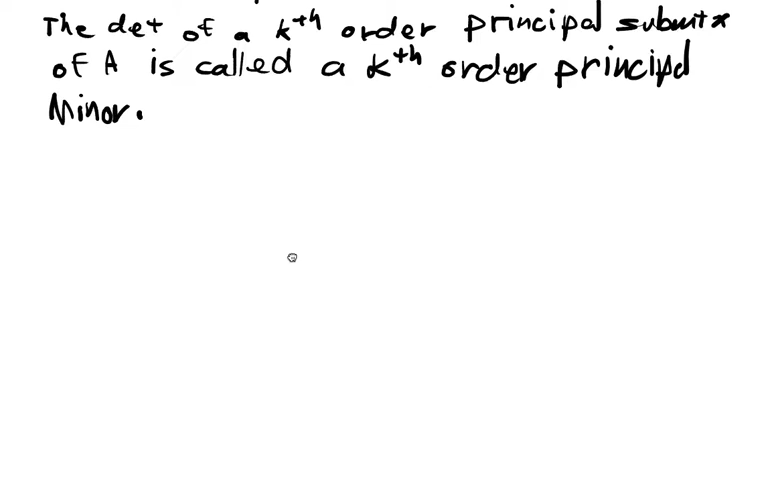 The det of a kth order principal submtx
of A is called a kth order principal
Minor.